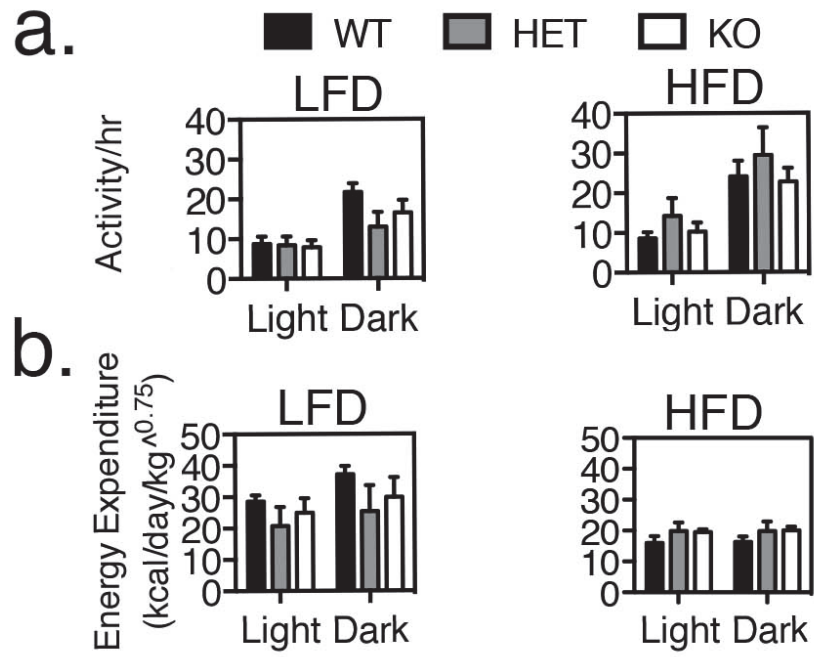 a.
WT HET KO
LFD
Activity/hr
40
30
20
10
0
Light Dark
HFD
40
30
20
10
0
Light Dark
b.
LFD
Energy Expenditure
(kcal/day/kg^0.75)
50
40
30
20
10
0
Light Dark
HFD
50
40
30
20
10
0
Light Dark